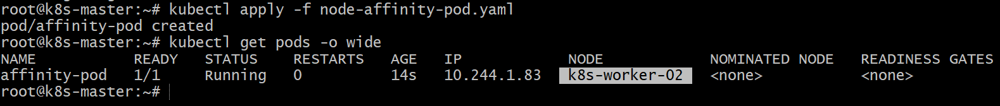 root@k8s-master:~# kubectl apply -f node-affinity-pod.yaml
pod/affinity-pod created
root@k8s-master:~# kubectl get pods -o wide
NAME READY STATUS RESTARTS AGE IP NODE NOMINATED NODE READINESS GATES
affinity-pod 1/1 Running 0 14s 10.244.1.83 k8s-worker-02 <none> <none>
root@k8s-master:~#